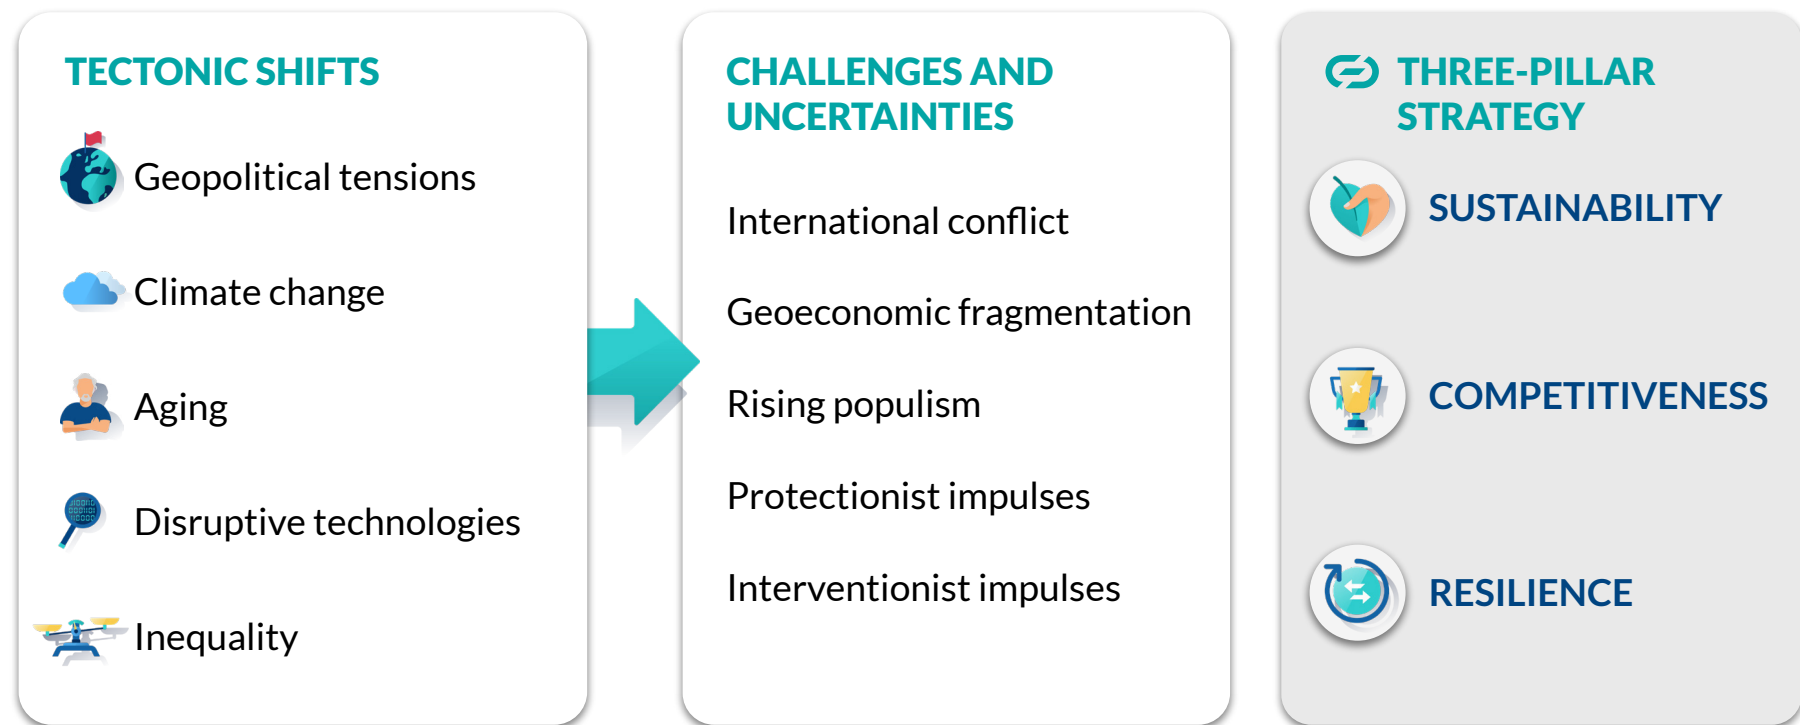 TECTONIC SHIFTS
Geopolitical tensions
Climate change
Aging
Disruptive technologies
Inequality
CHALLENGES AND
UNCERTAINTIES
International conflict
Geoeconomic fragmentation
Rising populism
Protectionist impulses
Interventionist impulses
THREE-PILLAR
STRATEGY
SUSTAINABILITY
COMPETITIVENESS
RESILIENCE